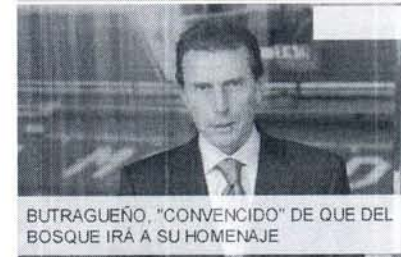 BUTRAGUEÑO, "CONVENCIDO" DE QUE DEL
BOSQUE IRÁ A SU HOMENAJE